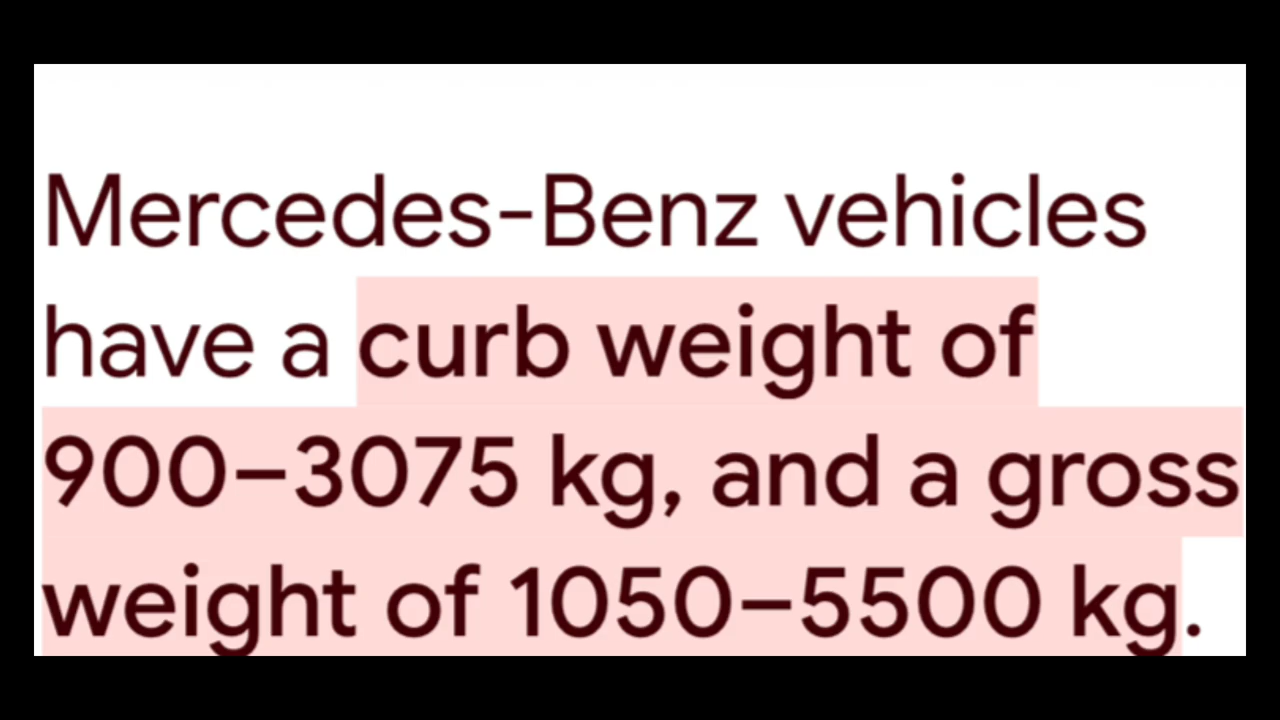 Mercedes-Benz vehicles
have a curb weight of
900–3075 kg, and a gross
weight of 1050–5500 kg.